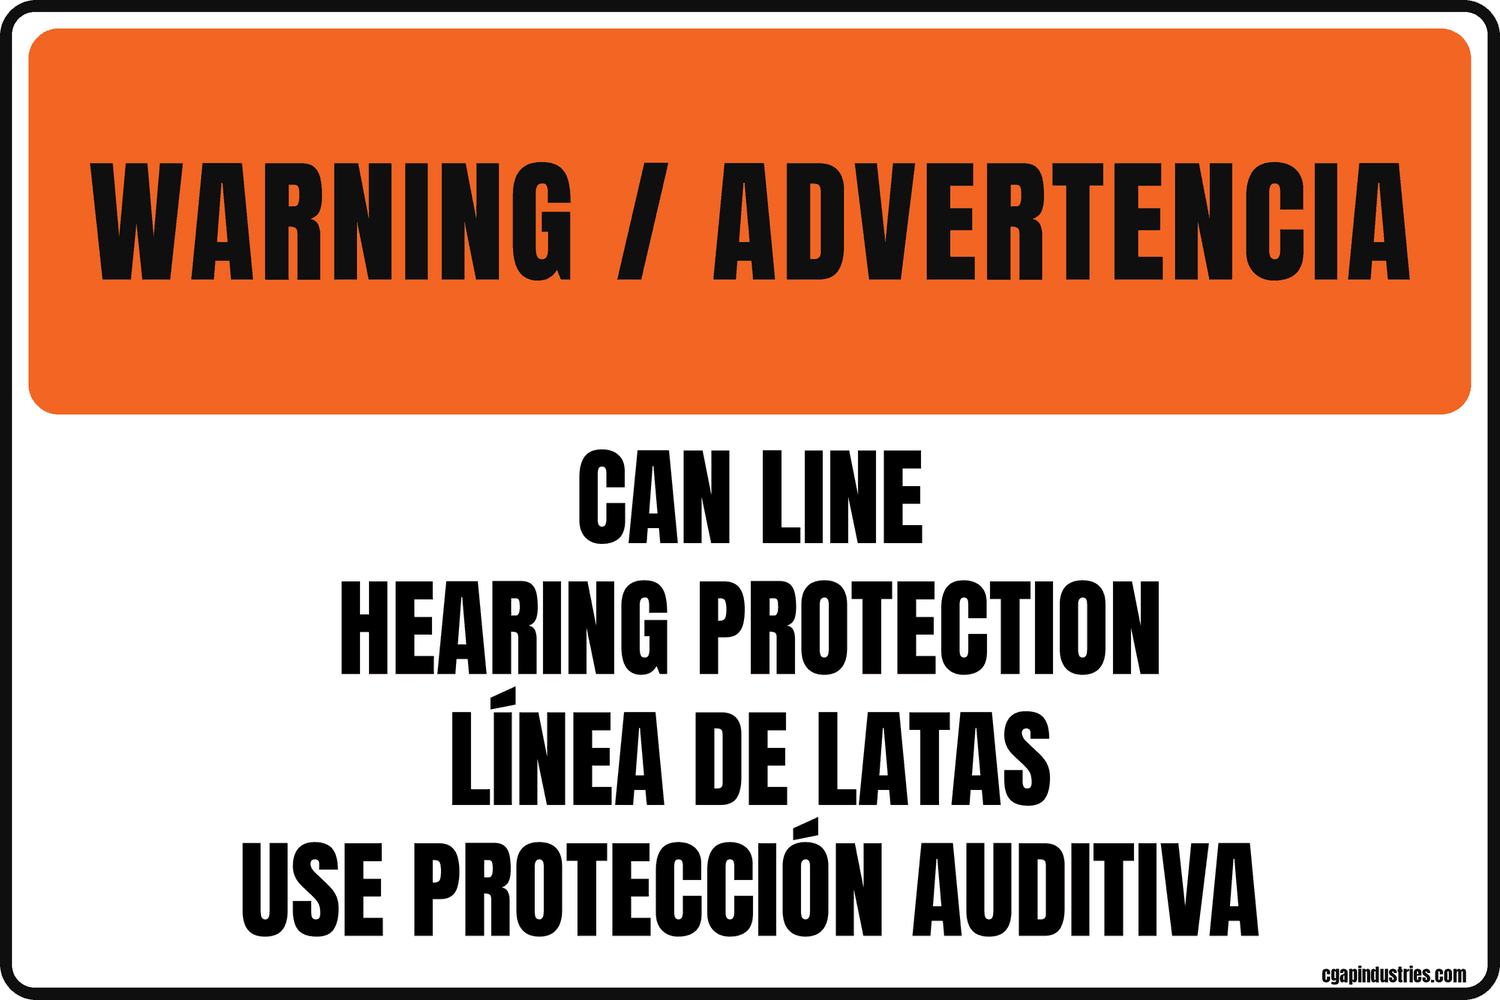 WARNING / ADVERTENCIA
CAN LINE
HEARING PROTECTION
LÍNEA DE LATAS
USE PROTECCIÓN AUDITIVA
cgapindustries.com